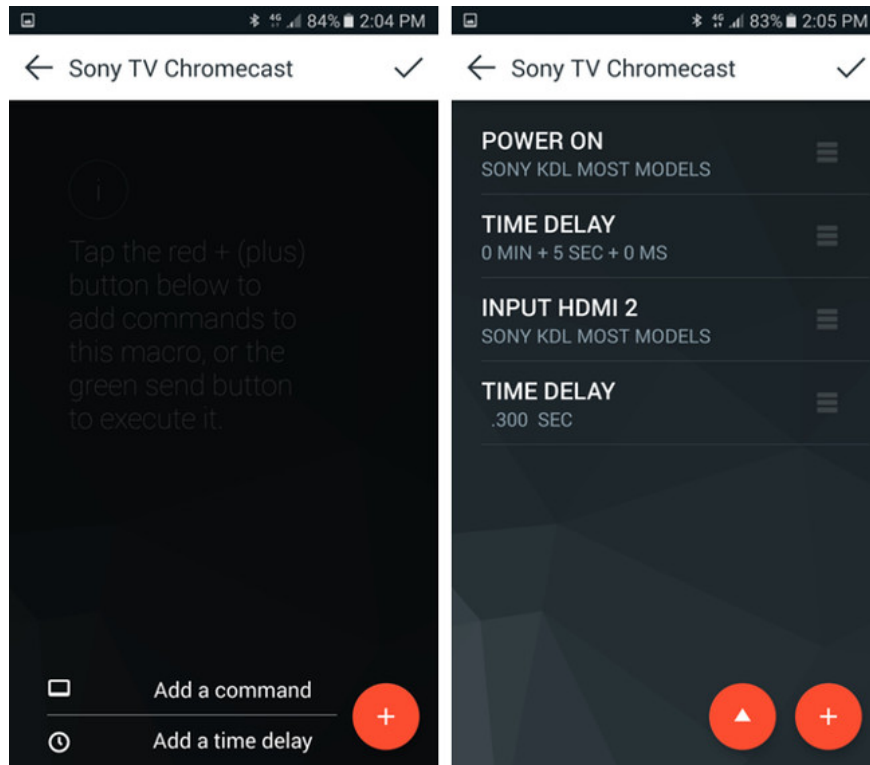 84% 2:04 PM
Sony TV Chromecast
i
Tap the red + (plus)
button below to
add commands to
this macro, or the
green send button
to execute it.
Add a command
Add a time delay
+
4G 83% 2:05 PM
Sony TV Chromecast
POWER ON
SONY KDL MOST MODELS
TIME DELAY
0 MIN + 5 SEC + 0 MS
INPUT HDMI 2
SONY KDL MOST MODELS
TIME DELAY
.300 SEC
+